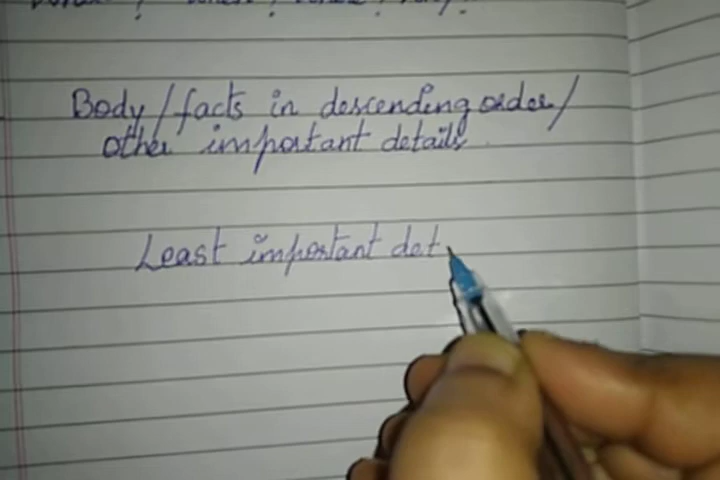 Body/facts in descending order/
other important details
Least important det